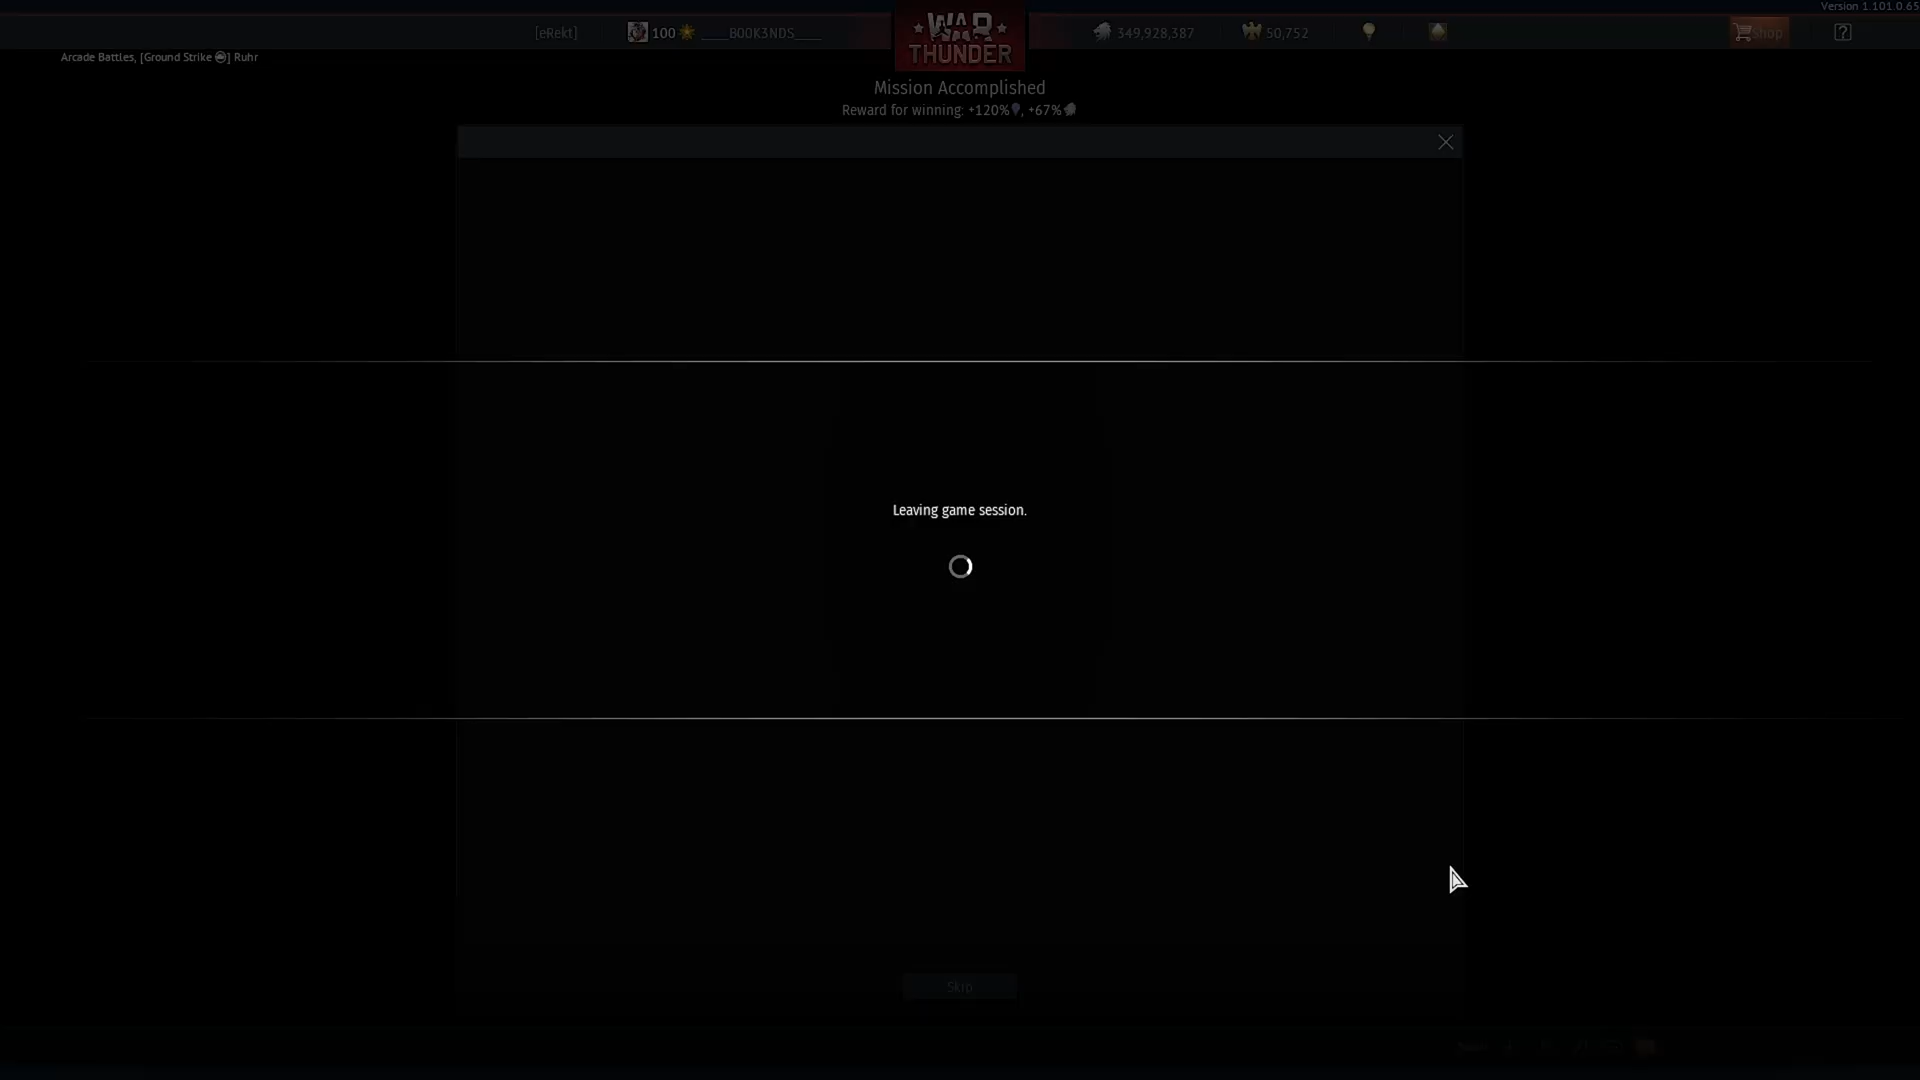 Version 1.101.0.65
[eRekt] 100 ____B00K3NDS____ WAR THUNDER 349,928,387 50,752 Shop
Arcade Battles, [Ground Strike] Ruhr
Mission Accomplished
Reward for winning: +120%, +67%
Leaving game session.
Skip